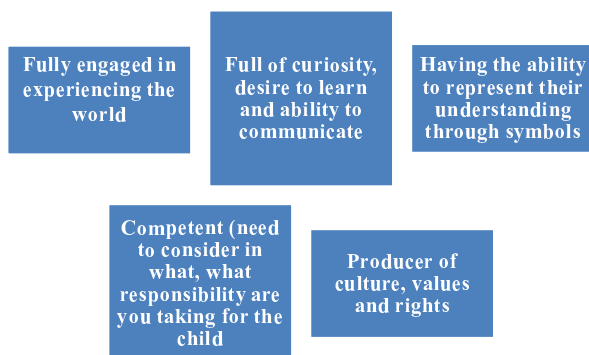 Fully engaged in
experiencing the
world
Full of curiosity,
desire to learn
and ability to
communicate
Having the ability
to represent their
understanding
through symbols
Competent (need
to consider in
what, what
responsibility are
you taking for the
child
Producer of
culture, values
and rights